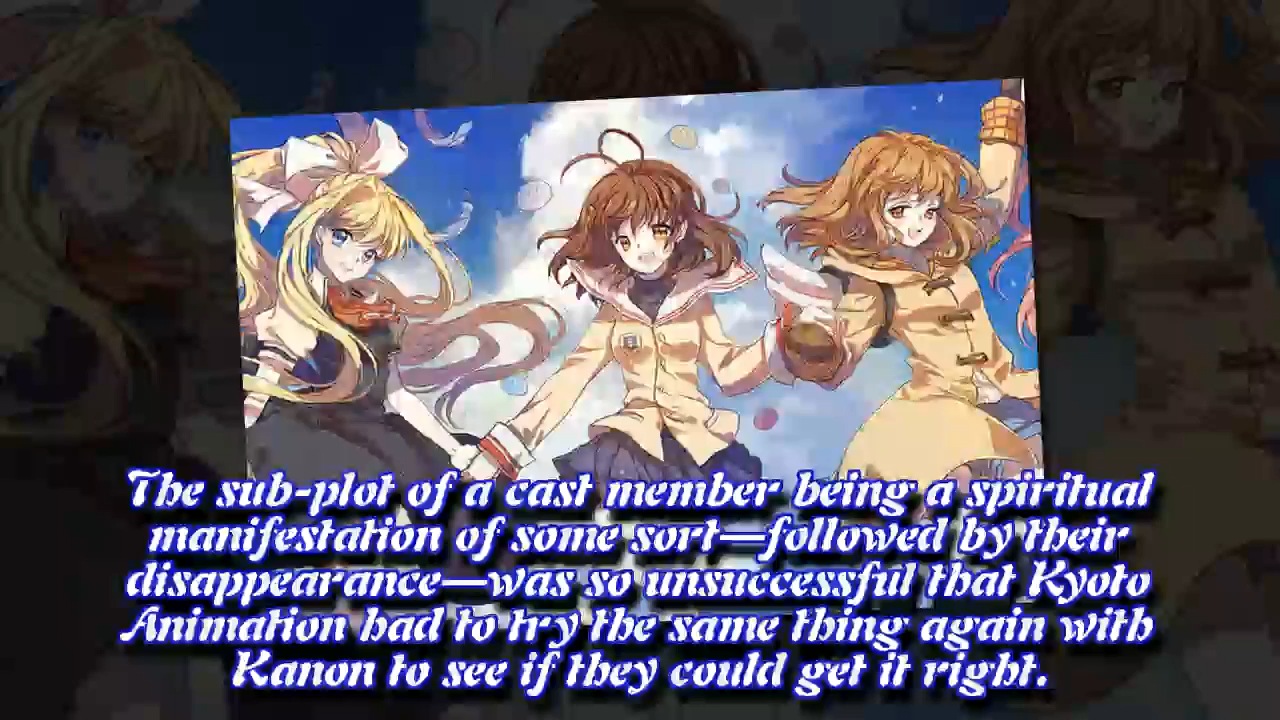 The sub-plot of a cast member being a spiritual
manifestation of some sort—followed by their
disappearance—was so unsuccessful that Kyoto
Animation had to try the same thing again with
Kanon to see if they could get it right.